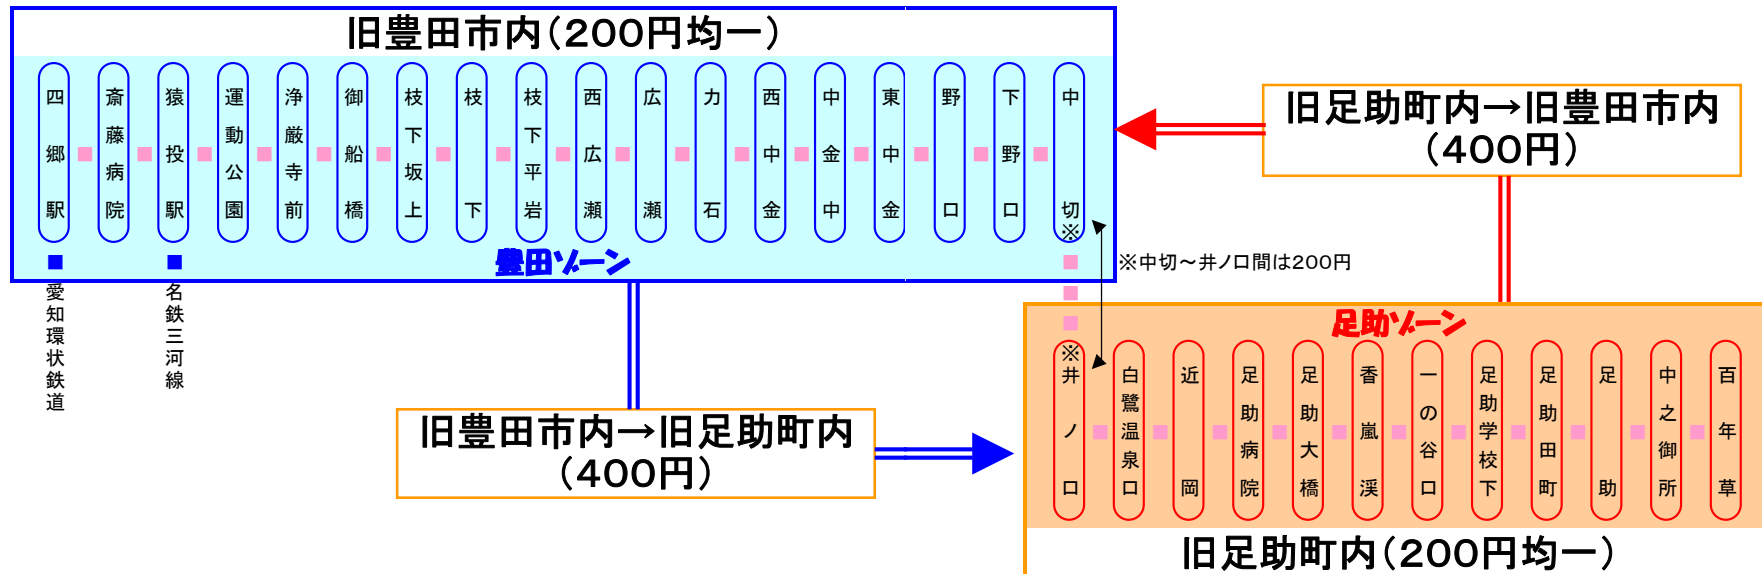 旧豊田市内（200円均一）
四郷駅
斎藤病院
猿投駅
運動公園
浄厳寺前
御船橋
枝下坂上
枝下
枝下平岩
西広瀬
広瀬
力石
西中金
中金中
東中金
野口
下野口
中切
※
豊田ゾーン
愛知環状鉄道
名鉄三河線
旧足助町内→旧豊田市内
（400円）
※中切～井ノ口間は200円
旧豊田市内→旧足助町内
（400円）
足助ゾーン
※
井ノ口
白鷺温泉口
近岡
足助病院
足助大橋
香嵐渓
一の谷口
足助学校下
足助田町
足助
中之御所
百年草
旧足助町内（200円均一）